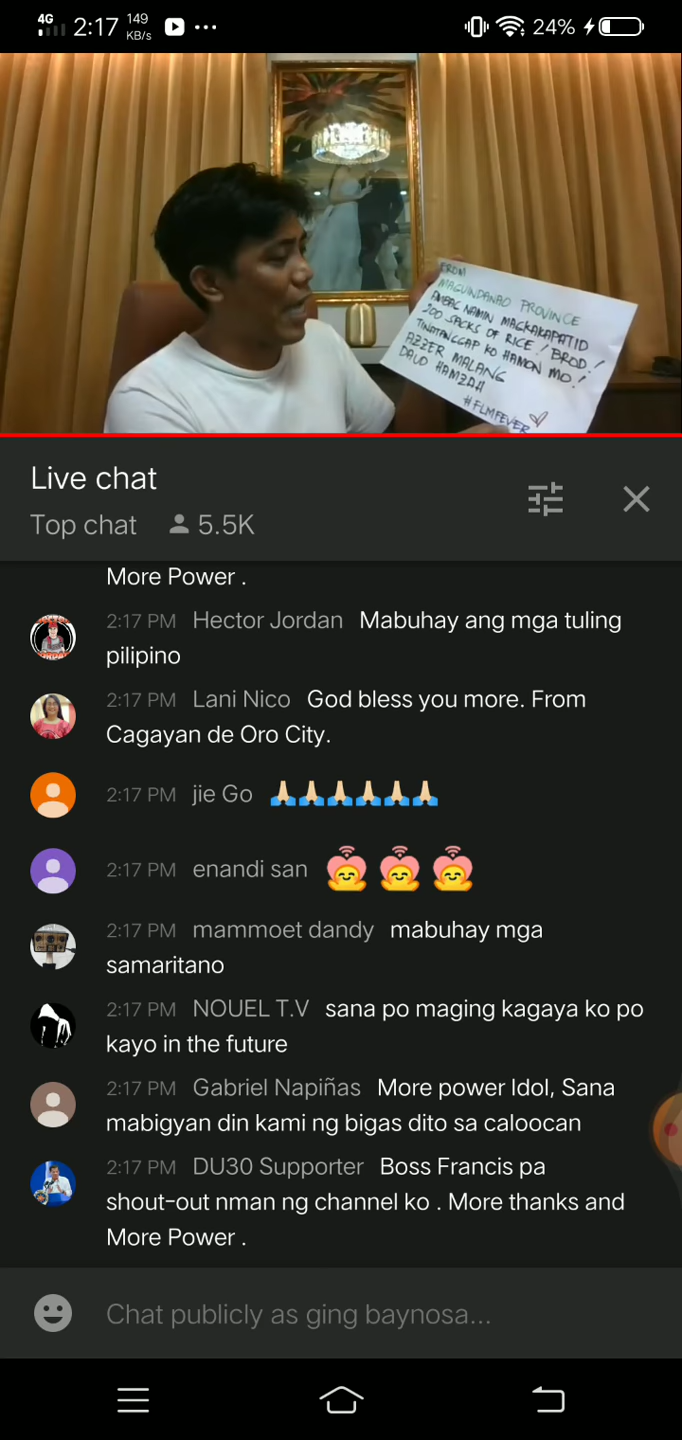 4G 2:17 149 KB/s 24%
FROM
MAGUINDANAO PROVINCE
AMBAG NAMIN MAGKAKAPATID
200 SACKS OF RICE! BROD!
TINATANGGAP KO HAMON MO!
AZZER MALANG
DAUD HAMZAH
#FLMFEVER
Live chat
Top chat 5.5K
More Power .
2:17 PM Hector Jordan Mabuhay ang mga tuling
pilipino
2:17 PM Lani Nico God bless you more. From
Cagayan de Oro City.
2:17 PM jie Go 🙏🏻🙏🏻🙏🏻🙏🏻🙏🏻🙏🏻
2:17 PM enandi san
2:17 PM mammoet dandy mabuhay mga
samaritano
2:17 PM NOUEL T.V sana po maging kagaya ko po
kayo in the future
2:17 PM Gabriel Napiñas More power Idol, Sana
mabigyan din kami ng bigas dito sa caloocan
2:17 PM DU30 Supporter Boss Francis pa
shout-out nman ng channel ko . More thanks and
More Power .
Chat publicly as ging baynosa...